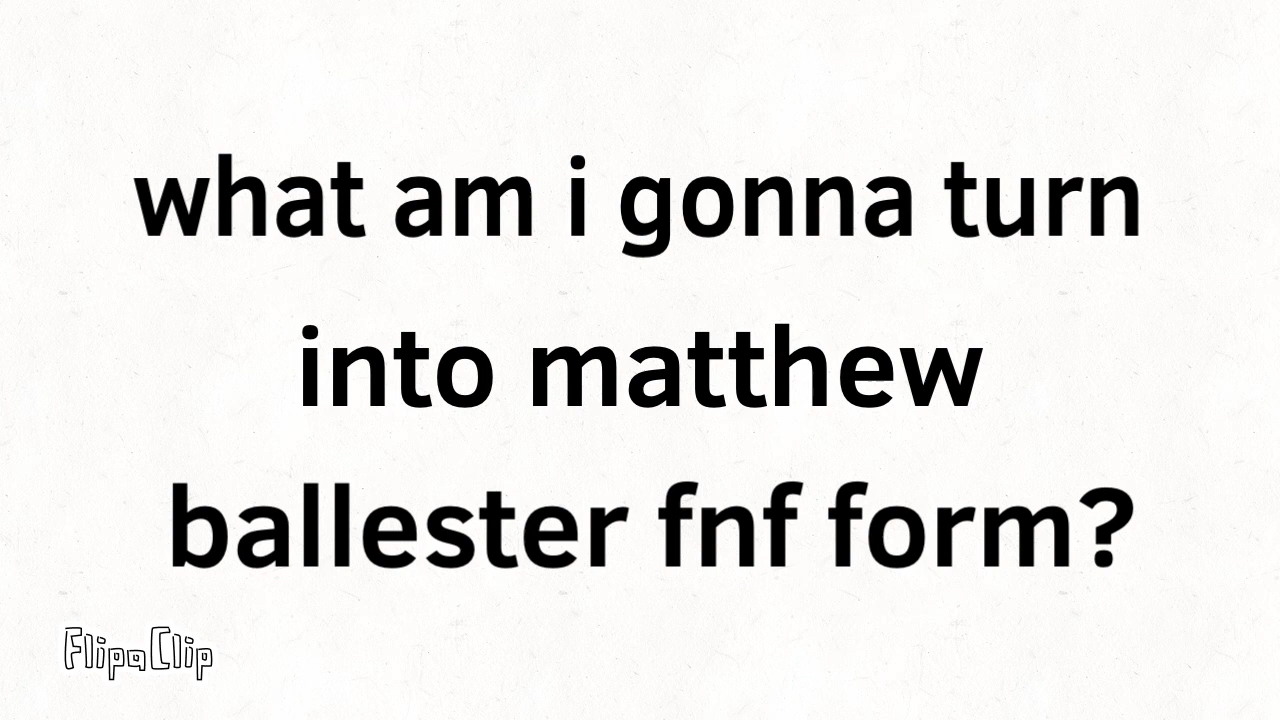 what am i gonna turn
into matthew
ballester fnf form?
FlipaClip